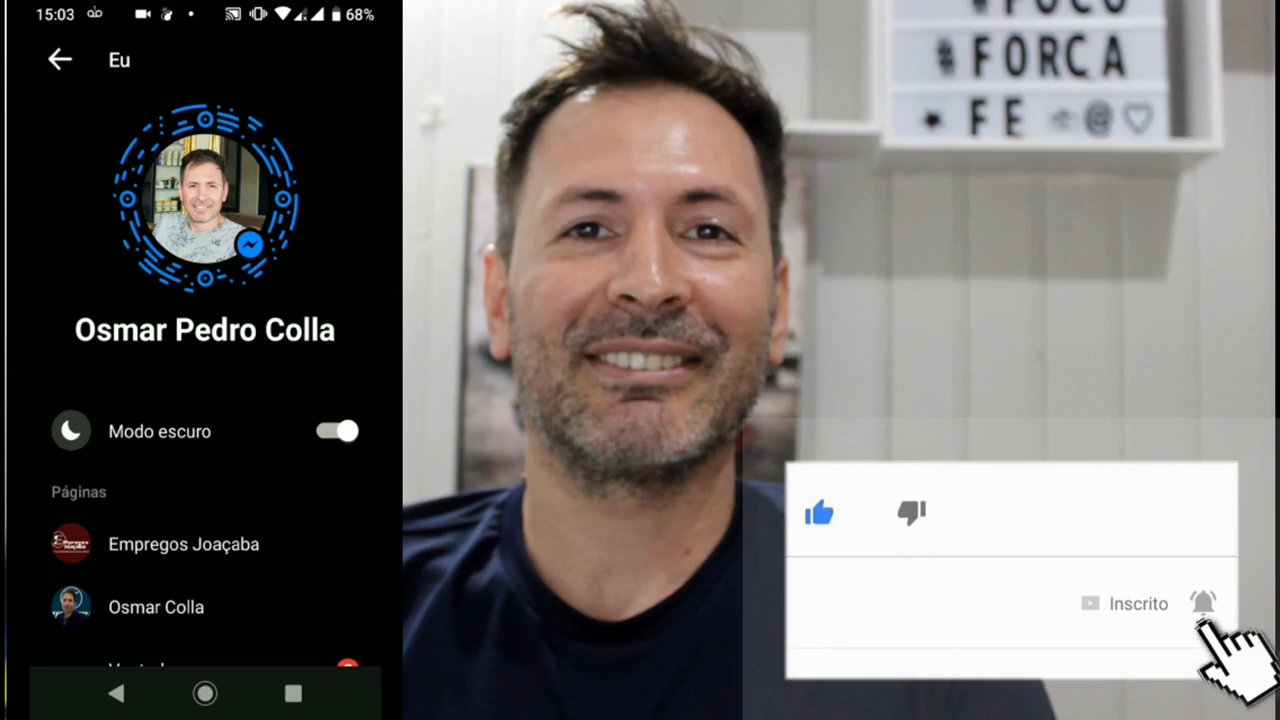 15:03
68%
Eu
Osmar Pedro Colla
Modo escuro
Páginas
Empregos Joaçaba
Osmar Colla
#FOCO
#FORCA
FE @
Inscrito